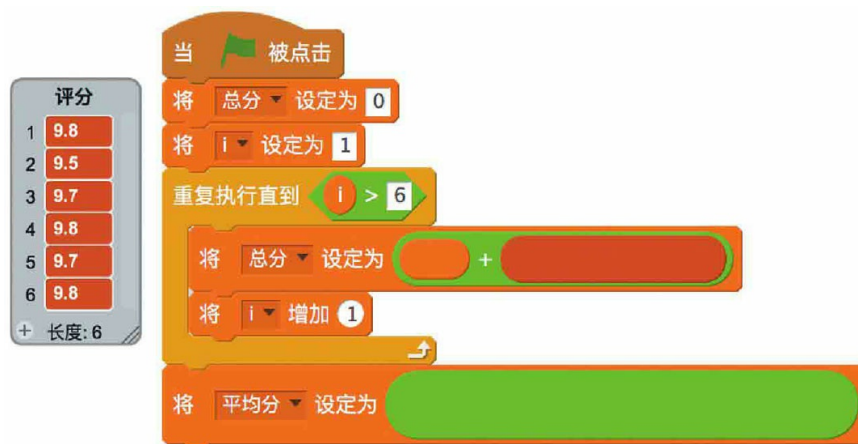 当 被点击
将 总分 设定为 0
将 i 设定为 1
重复执行直到 i > 6
将 总分 设定为 +
将 i 增加 1
将 平均分 设定为
评分
1 9.8
2 9.5
3 9.7
4 9.8
5 9.7
6 9.8
+ 长度: 6